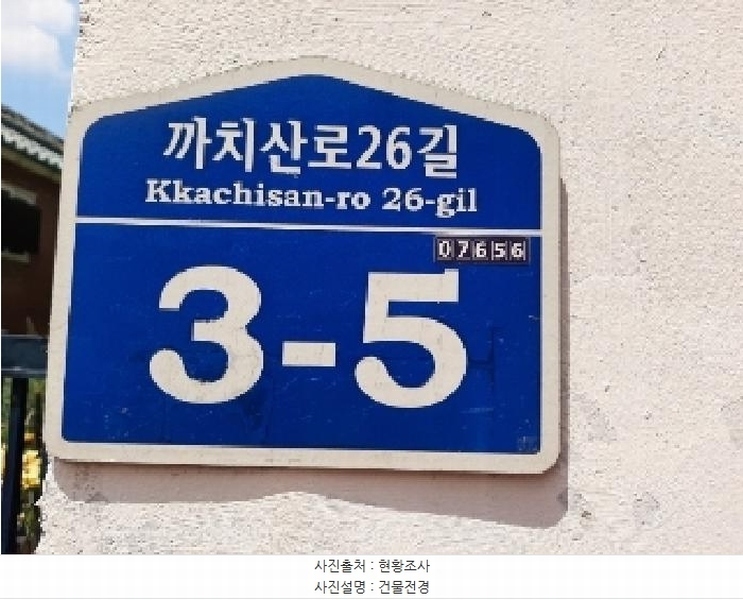 까치산로26길
Kkachisan-ro 26-gil
07656
3-5
사진출처 : 현황조사
사진설명 : 건물전경